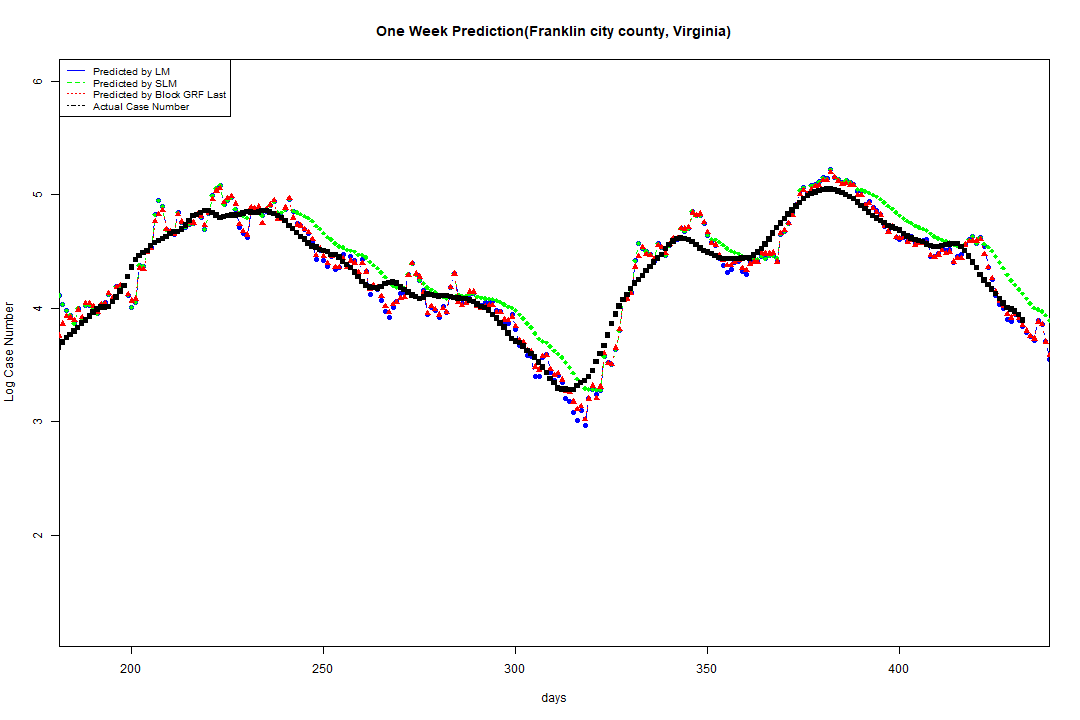 One Week Prediction(Franklin city county, Virginia)
Predicted by LM
Predicted by SLM
Predicted by Block GRF Last
Actual Case Number
6
5
4
3
2
Log Case Number
200 250 300 350 400
days